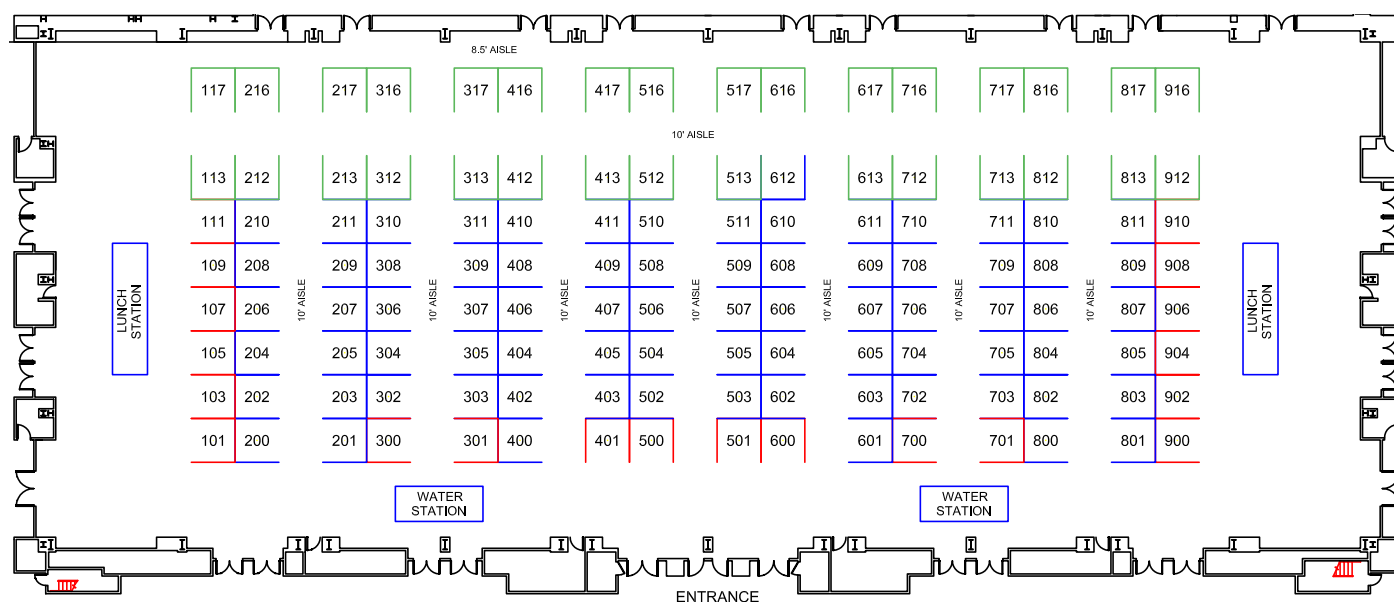 8.5' AISLE
117 216 217 316 317 416 417 516 517 616 617 716 717 816 817 916
10' AISLE
113 212 213 312 313 412 413 512 513 612 613 712 713 812 813 912
111 210 211 310 311 410 411 510 511 610 611 710 711 810 811 910
109 208 209 308 309 408 409 508 509 608 609 708 709 808 809 908
LUNCH
STATION
10' AISLE 10' AISLE 10' AISLE 10' AISLE 10' AISLE 10' AISLE 10' AISLE
LUNCH
STATION
107 206 207 306 307 406 407 506 507 606 607 706 707 806 807 906
105 204 205 304 305 404 405 504 505 604 605 704 705 804 805 904
103 202 203 302 303 402 403 502 503 602 603 702 703 802 803 902
101 200 201 300 301 400 401 500 501 600 601 700 701 800 801 900
WATER
STATION
WATER
STATION
ENTRANCE